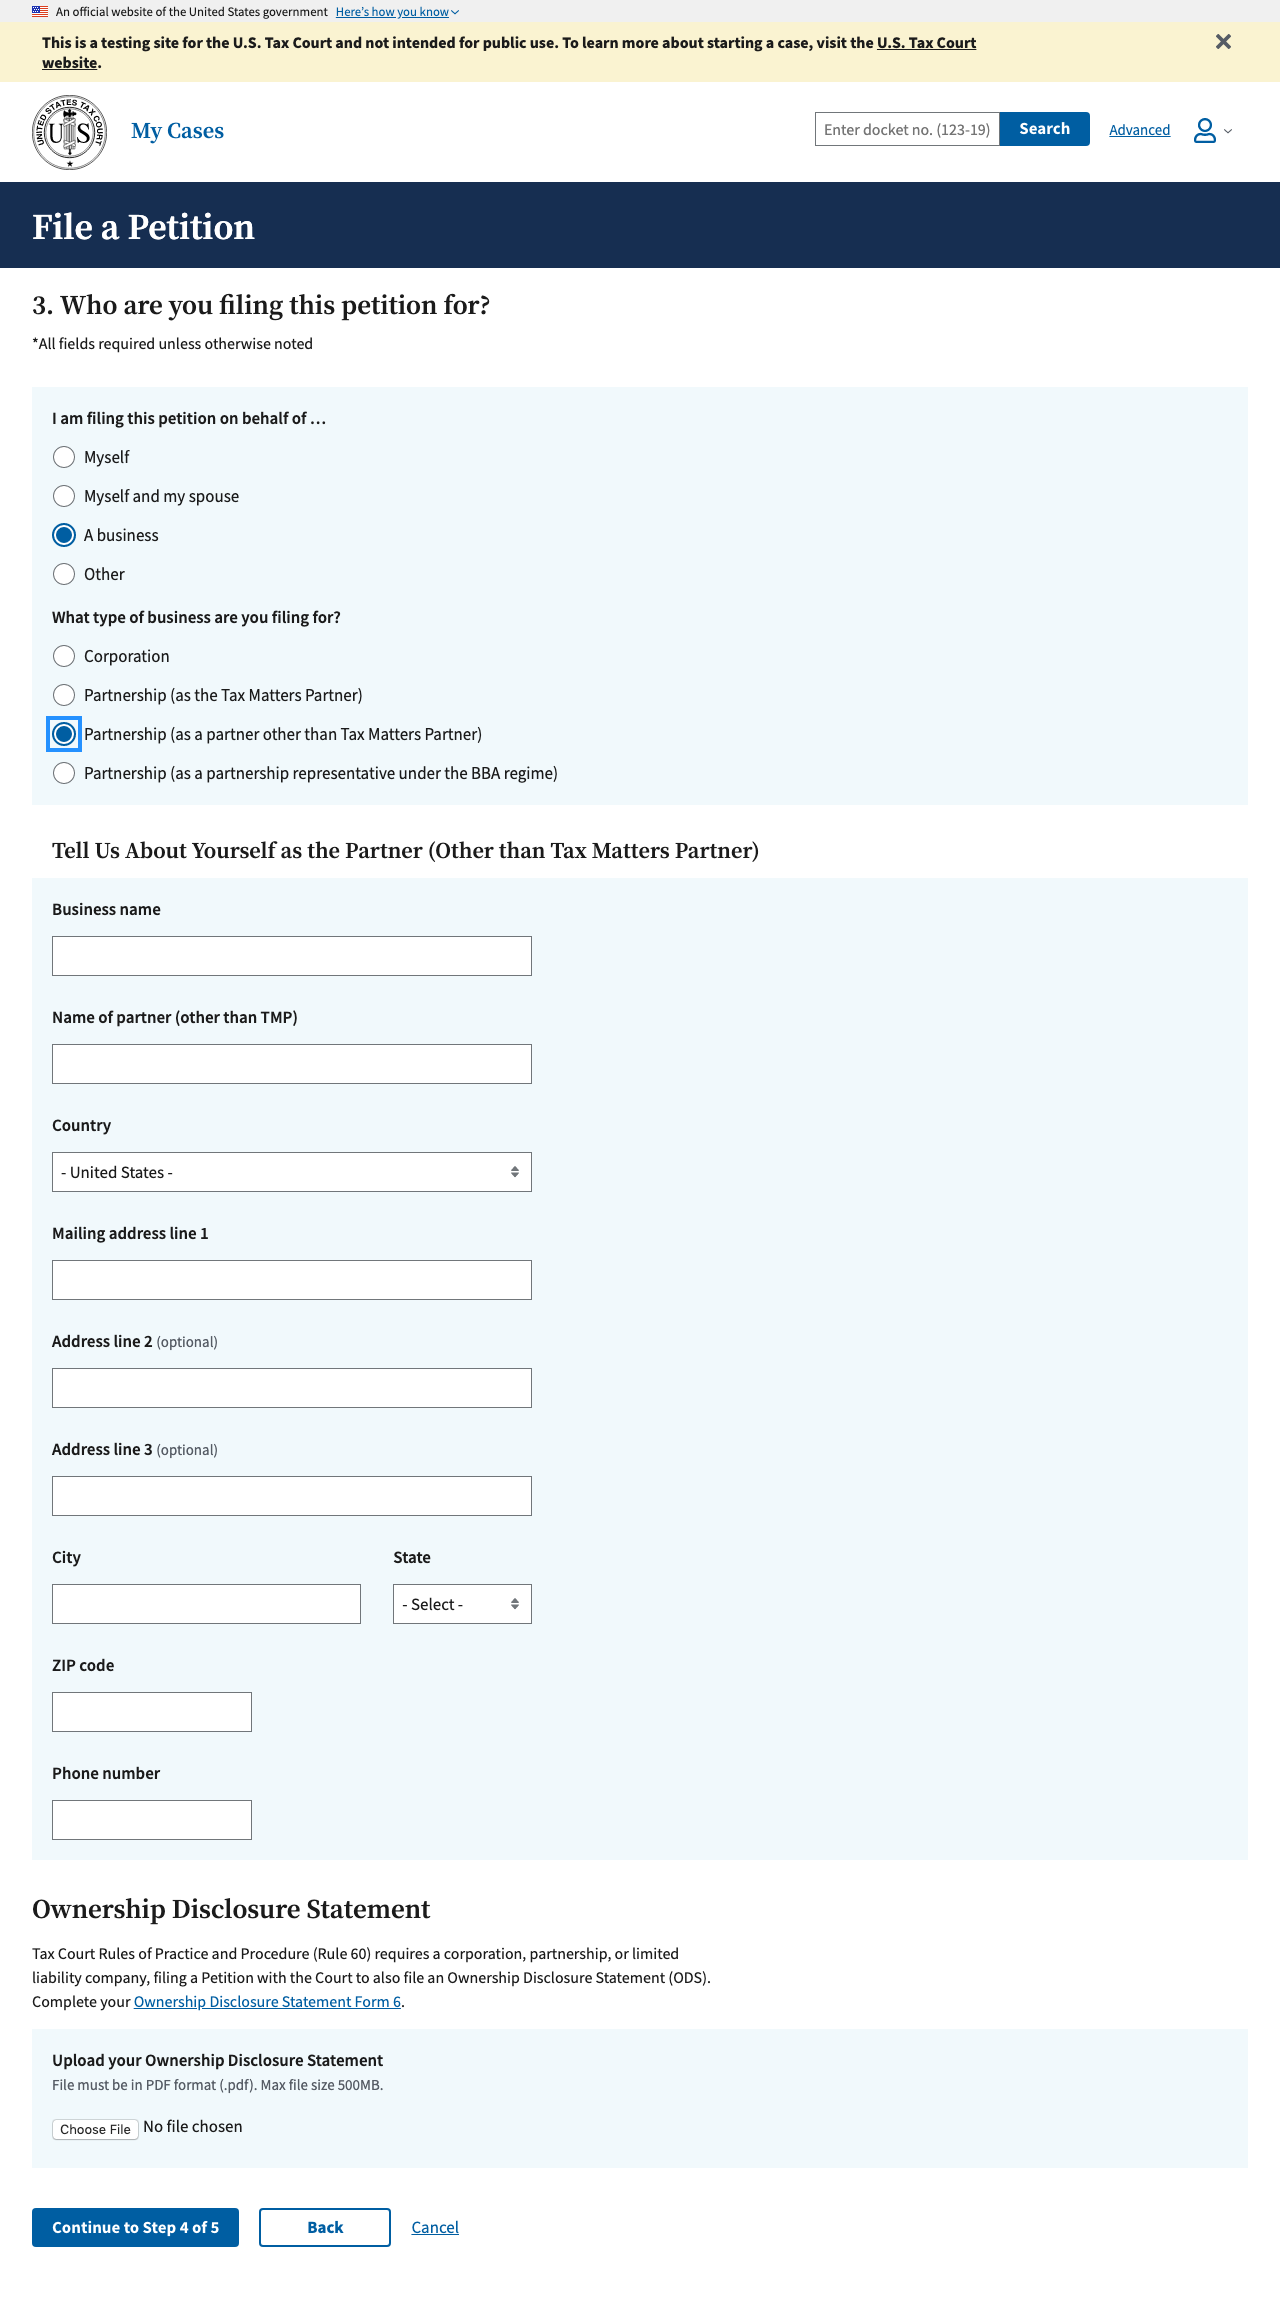 An official website of the United States government Here's how you know
This is a testing site for the U.S. Tax Court and not intended for public use. To learn more about starting a case, visit the U.S. Tax Court
website.
UNITED STATES TAX COURT
US
My Cases
Enter docket no. (123-19)
Search
Advanced
File a Petition
3. Who are you filing this petition for?
*All fields required unless otherwise noted
I am filing this petition on behalf of …
Myself
Myself and my spouse
A business
Other
What type of business are you filing for?
Corporation
Partnership (as the Tax Matters Partner)
Partnership (as a partner other than Tax Matters Partner)
Partnership (as a partnership representative under the BBA regime)
Tell Us About Yourself as the Partner (Other than Tax Matters Partner)
Business name
Name of partner (other than TMP)
Country
- United States -
Mailing address line 1
Address line 2 (optional)
Address line 3 (optional)
City
State
- Select -
ZIP code
Phone number
Ownership Disclosure Statement
Tax Court Rules of Practice and Procedure (Rule 60) requires a corporation, partnership, or limited
liability company, filing a Petition with the Court to also file an Ownership Disclosure Statement (ODS).
Complete your Ownership Disclosure Statement Form 6.
Upload your Ownership Disclosure Statement
File must be in PDF format (.pdf). Max file size 500MB.
Choose File No file chosen
Continue to Step 4 of 5
Back
Cancel